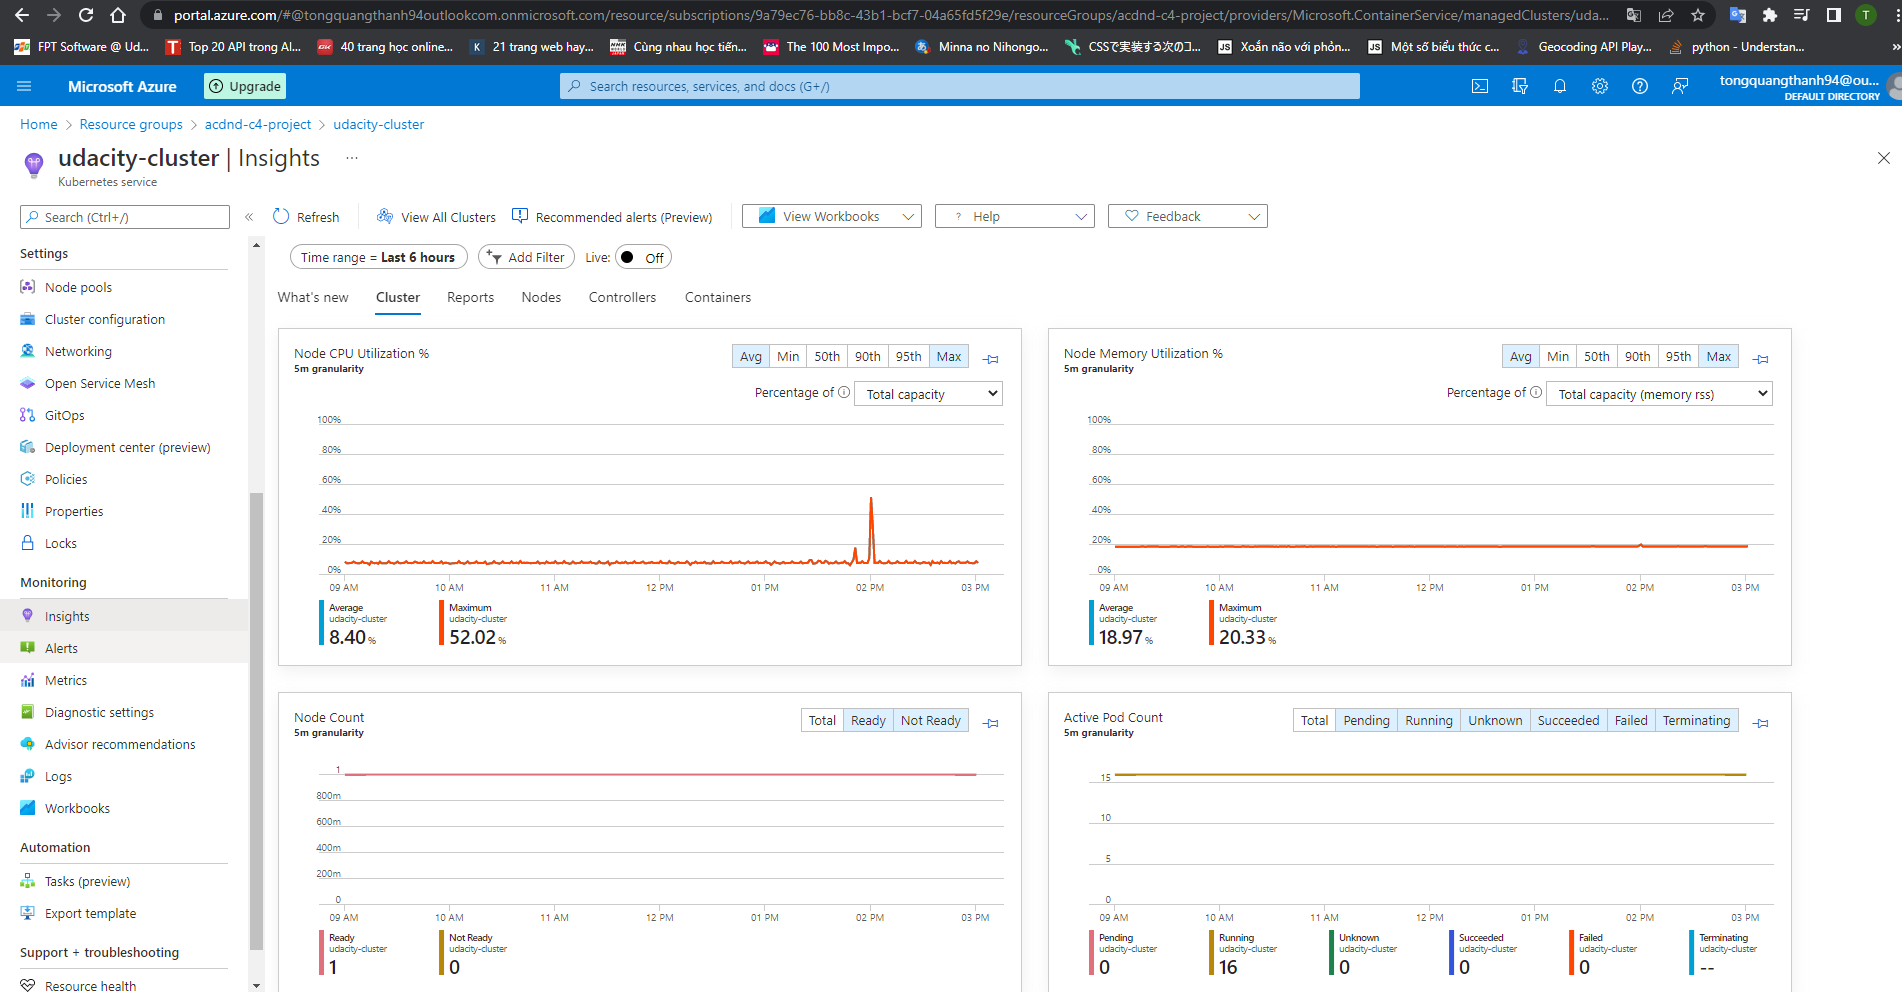 portal.azure.com/#@tongquangthanh94outlookcom.onmicrosoft.com/resource/subscriptions/9a79ec76-bb8c-43b1-bcf7-04a65fd5f29e/resourceGroups/acdnd-c4-project/providers/Microsoft.ContainerService/managedClusters/uda...
T
FPT Software @ Ud... Top 20 API trong AI... 40 trang học online... 21 trang web hay... Cùng nhau học tiến... The 100 Most Impo... Minna no Nihongo... CSSで実装する次のコ... Xoắn não với phỏn... Một số biểu thức c... Geocoding API Play... python - Understan... »
Microsoft Azure Upgrade Search resources, services, and docs (G+/) tongquangthanh94@ou...
DEFAULT DIRECTORY
Home > Resource groups > acdnd-c4-project > udacity-cluster
udacity-cluster | Insights ...
Kubernetes service
Search (Ctrl+/) «
Refresh View All Clusters Recommended alerts (Preview) View Workbooks ? Help Feedback
Time range = Last 6 hours Add Filter Live: Off
What's new Cluster Reports Nodes Controllers Containers
Settings
Node pools
Cluster configuration
Networking
Open Service Mesh
GitOps
Deployment center (preview)
Policies
Properties
Locks
Monitoring
Insights
Alerts
Metrics
Diagnostic settings
Advisor recommendations
Logs
Workbooks
Automation
Tasks (preview)
Export template
Support + troubleshooting
Resource health
Node CPU Utilization %
5m granularity
Avg Min 50th 90th 95th Max
Percentage of Total capacity
100%
80%
60%
40%
20%
0%
09 AM 10 AM 11 AM 12 PM 01 PM 02 PM 03 PM
Average Maximum
udacity-cluster udacity-cluster
8.40 % 52.02 %
Node Memory Utilization %
5m granularity
Avg Min 50th 90th 95th Max
Percentage of Total capacity (memory rss)
100%
80%
60%
40%
20%
0%
09 AM 10 AM 11 AM 12 PM 01 PM 02 PM 03 PM
Average Maximum
udacity-cluster udacity-cluster
18.97 % 20.33 %
Node Count
5m granularity
Total Ready Not Ready
1
800m
600m
400m
200m
0
09 AM 10 AM 11 AM 12 PM 01 PM 02 PM 03 PM
Ready Not Ready
udacity-cluster udacity-cluster
1 0
Active Pod Count
5m granularity
Total Pending Running Unknown Succeeded Failed Terminating
15
10
5
0
09 AM 10 AM 11 AM 12 PM 01 PM 02 PM 03 PM
Pending Running Unknown Succeeded Failed Terminating
udacity-cluster udacity-cluster udacity-cluster udacity-cluster udacity-cluster udacity-cluster
0 16 0 0 0 --